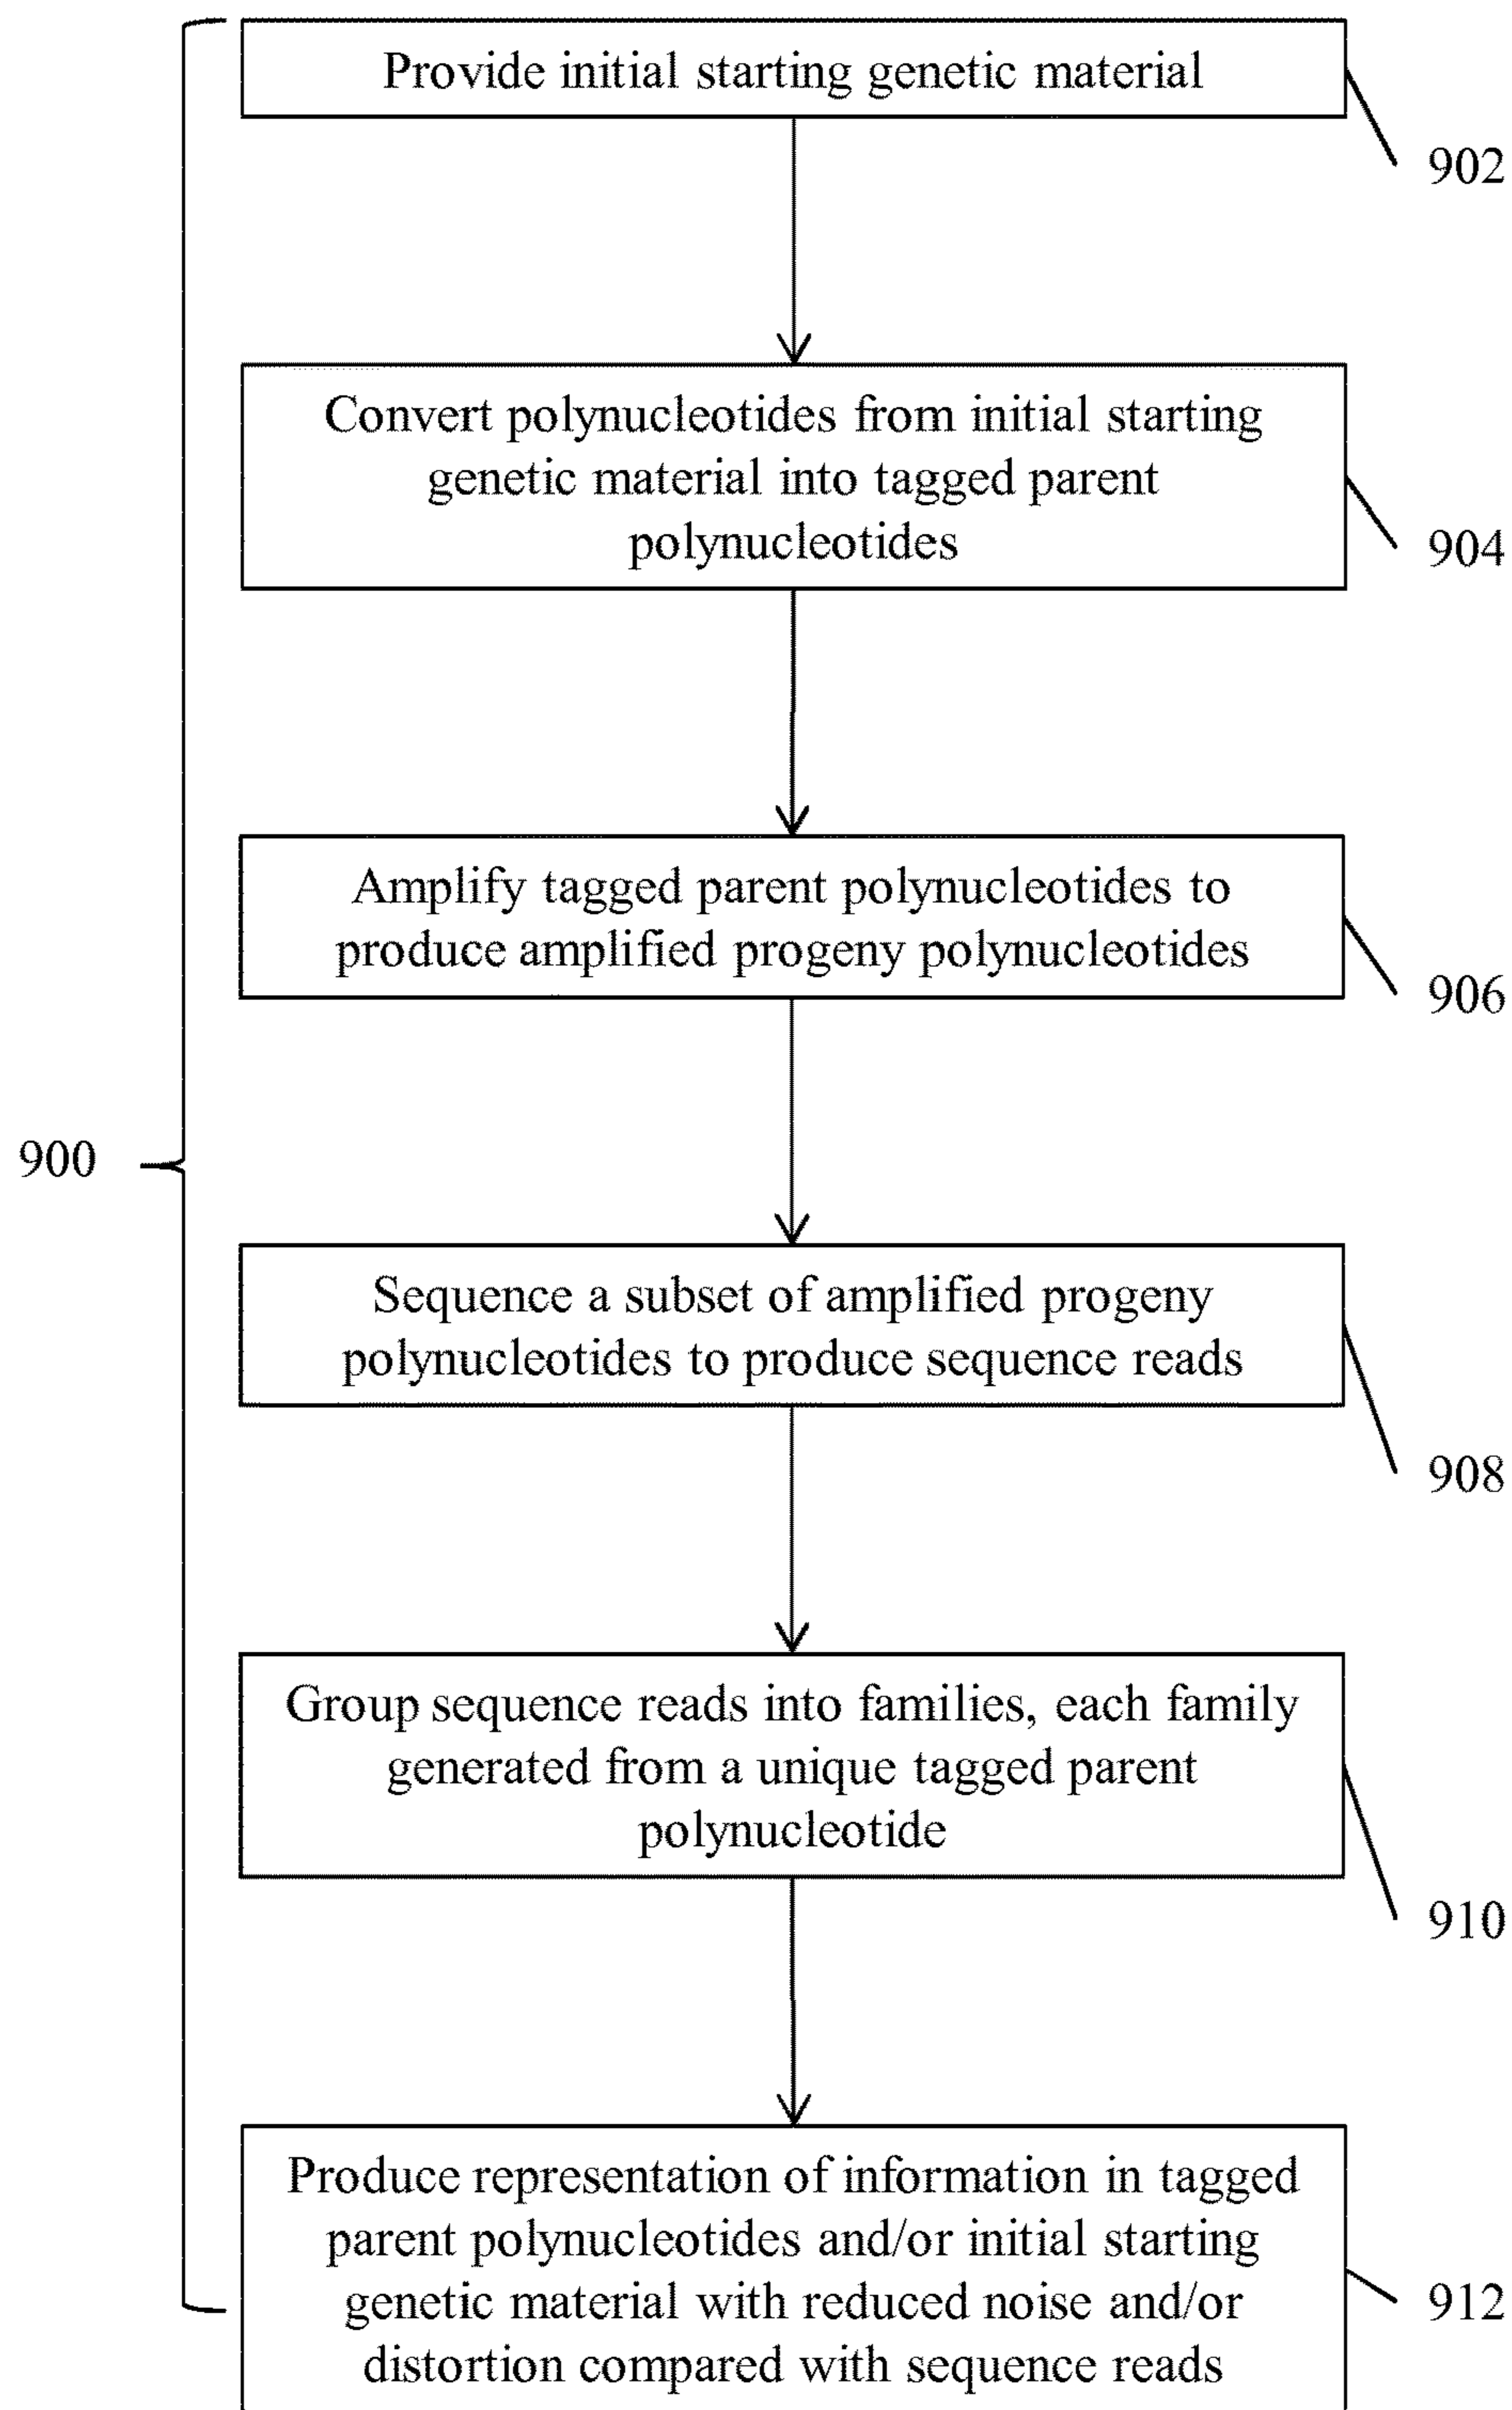 Provide initial starting genetic material
902
Convert polynucleotides from initial starting
genetic material into tagged parent
polynucleotides
904
Amplify tagged parent polynucleotides to
produce amplified progeny polynucleotides
906
900
Sequence a subset of amplified progeny
polynucleotides to produce sequence reads
908
Group sequence reads into families, each family
generated from a unique tagged parent
polynucleotide
910
Produce representation of information in tagged
parent polynucleotides and/or initial starting
genetic material with reduced noise and/or
distortion compared with sequence reads
912